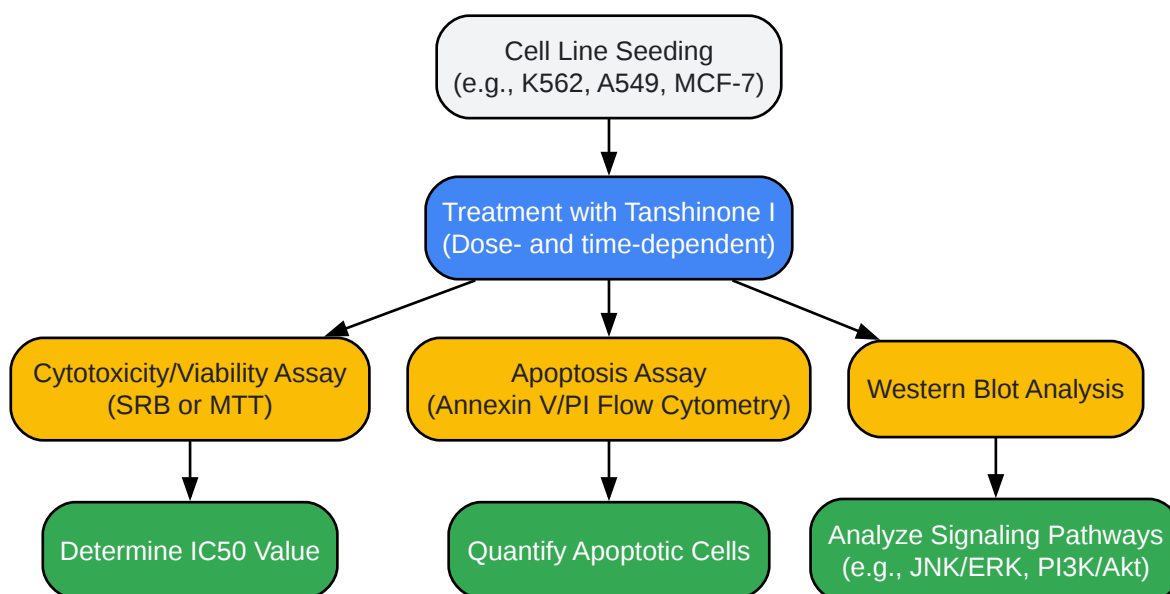 Cell Line Seeding
(e.g., K562, A549, MCF-7)
Treatment with Tanshinone I
(Dose- and time-dependent)
Cytotoxicity/Viability Assay
(SRB or MTT)
Apoptosis Assay
(Annexin V/PI Flow Cytometry)
Western Blot Analysis
Determine IC50 Value
Quantify Apoptotic Cells
Analyze Signaling Pathways
(e.g., JNK/ERK, PI3K/Akt)